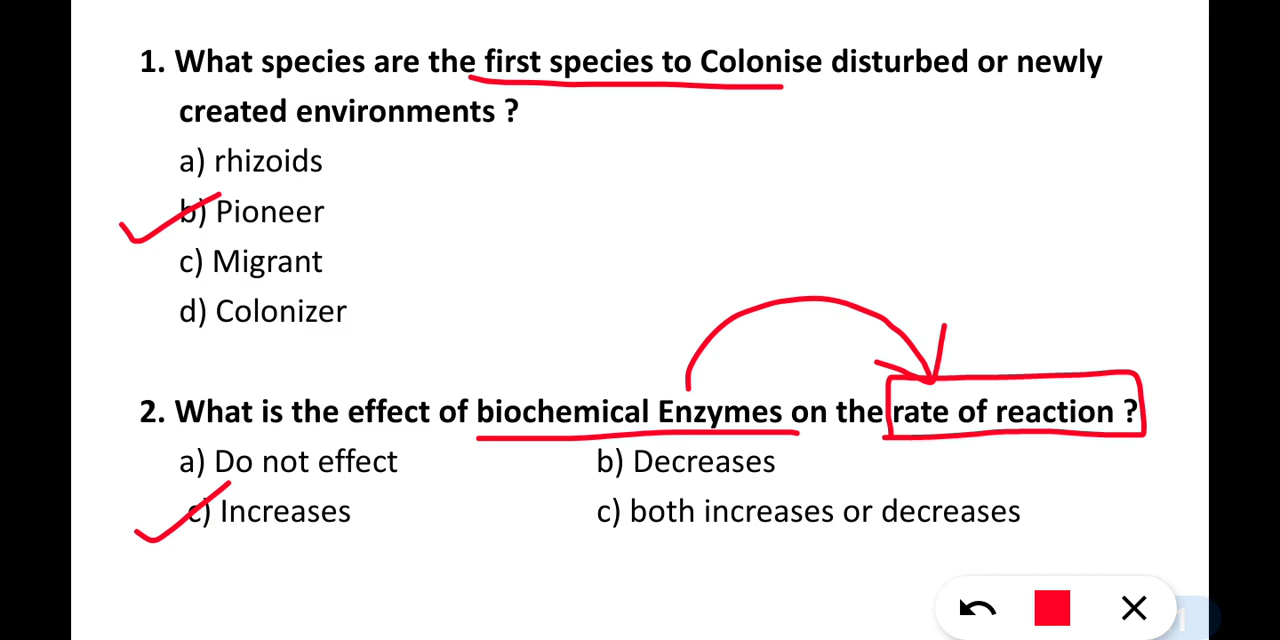 1. What species are the first species to Colonise disturbed or newly
created environments ?
a) rhizoids
b) Pioneer
c) Migrant
d) Colonizer
2. What is the effect of biochemical Enzymes on the rate of reaction ?
a) Do not effect b) Decreases
c) Increases c) both increases or decreases
1